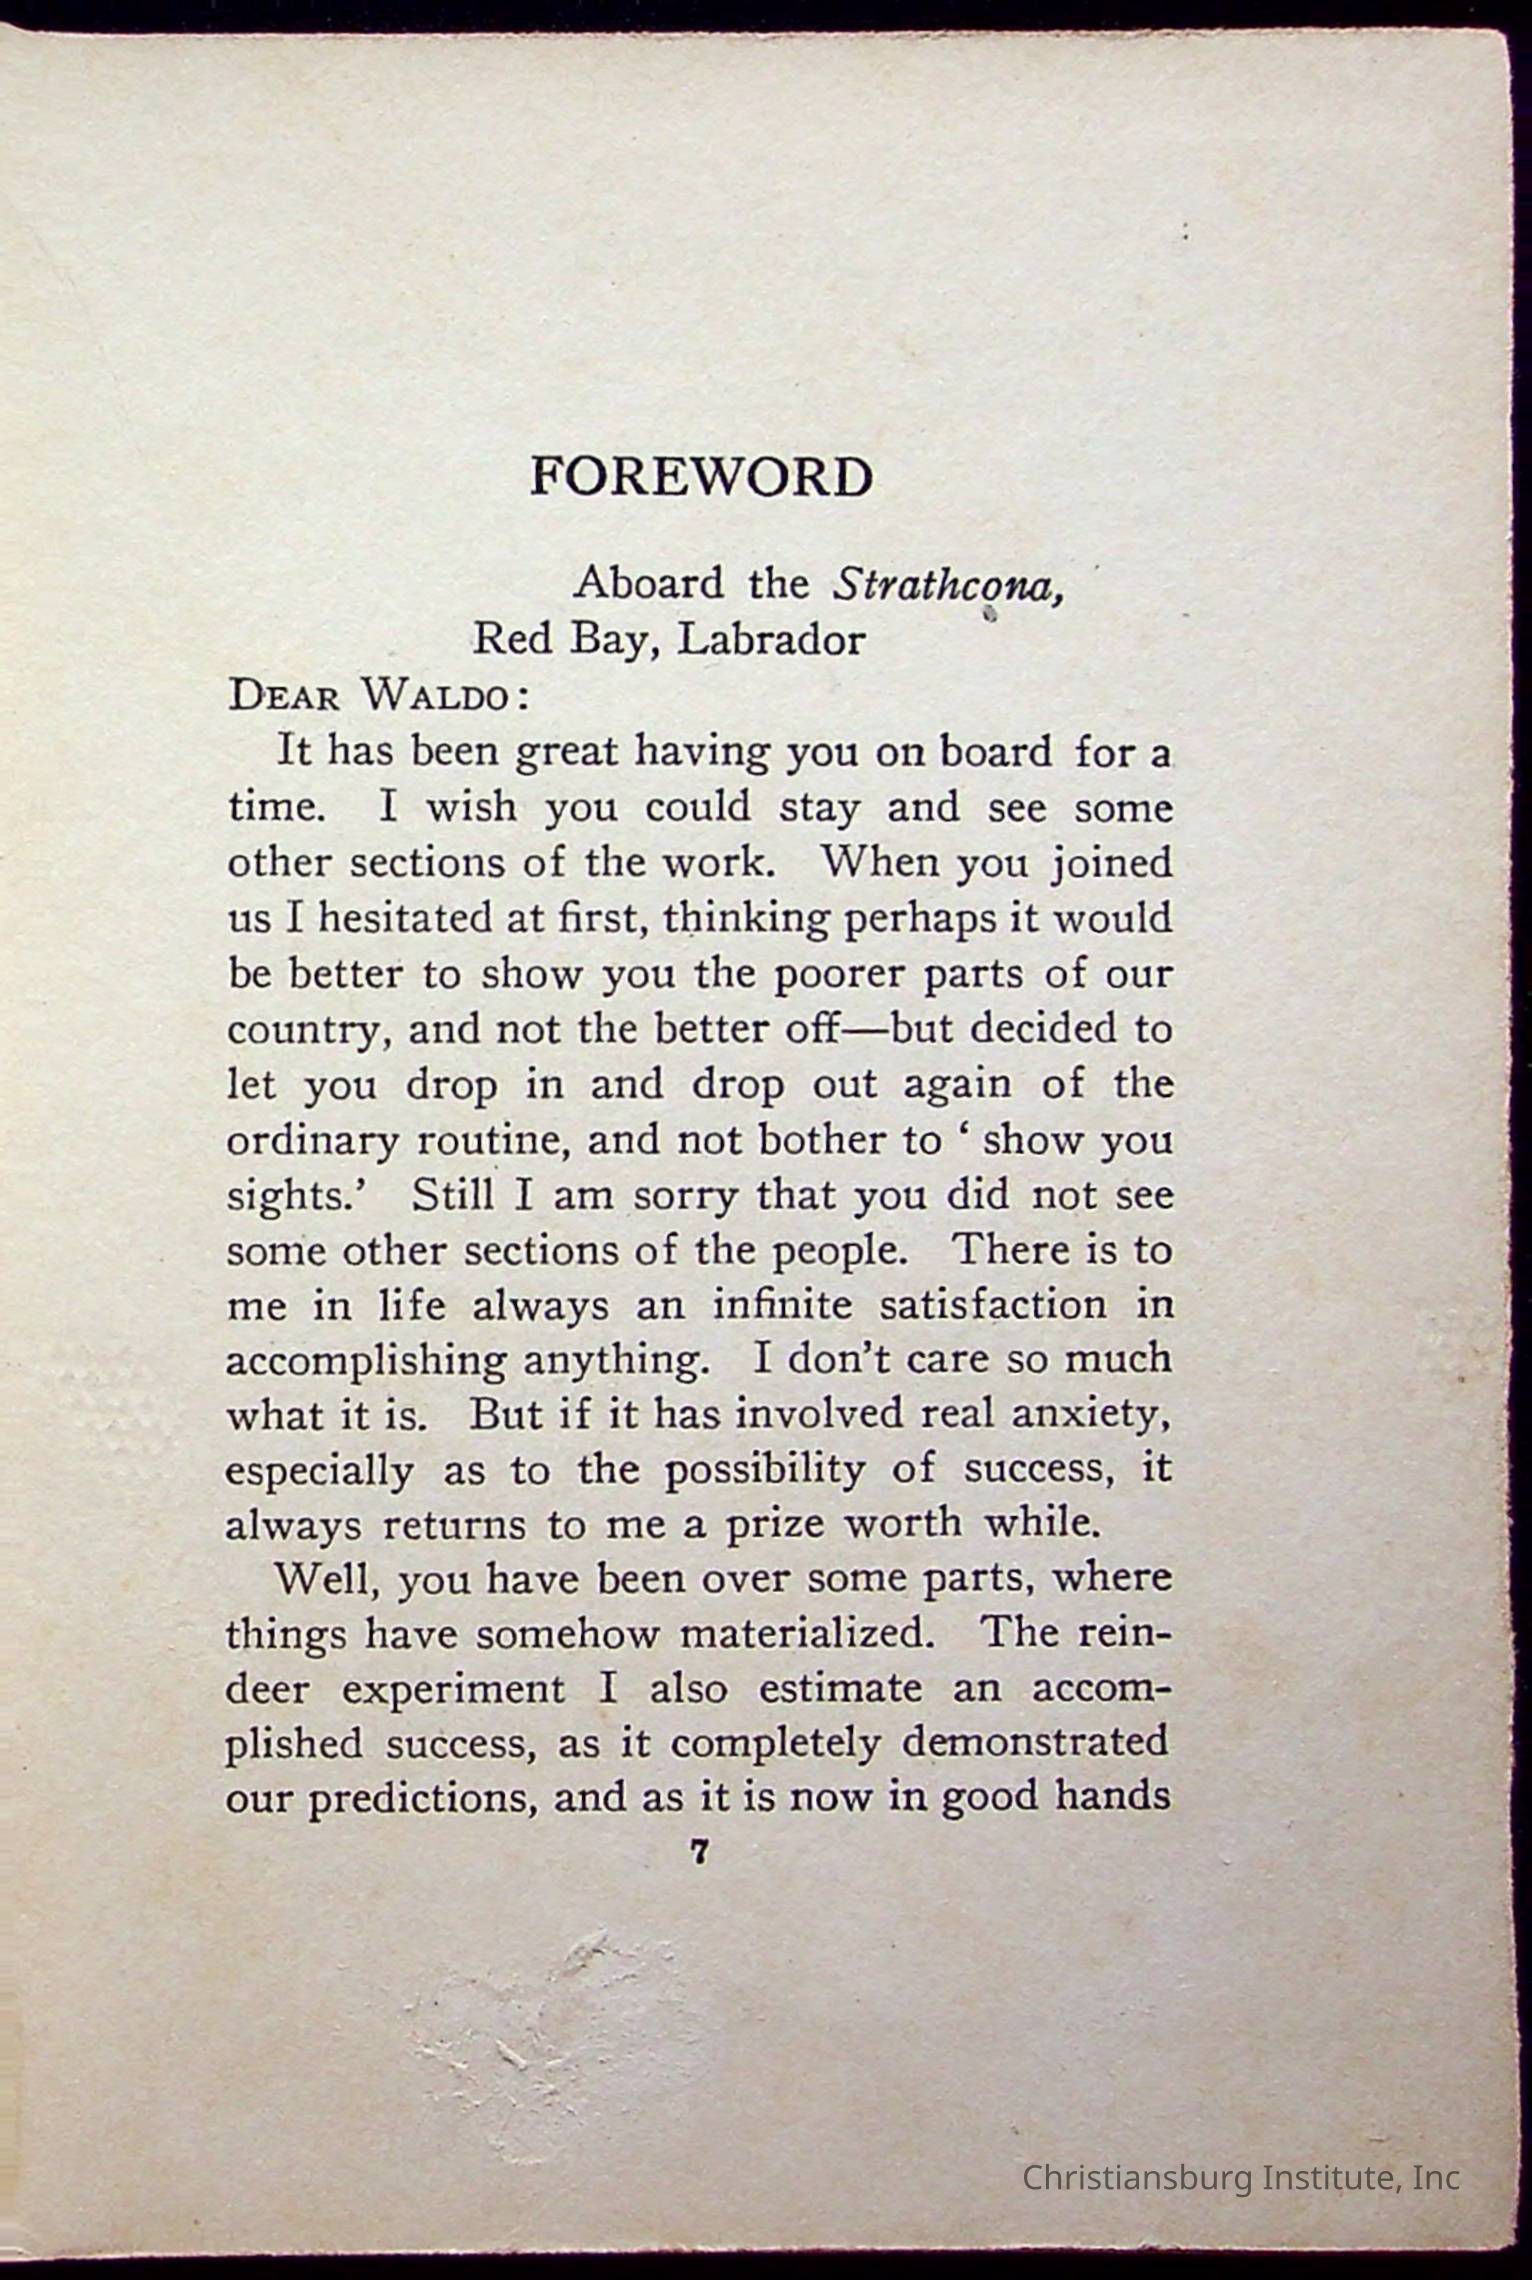 FOREWORD
Aboard the Strathcona,
Red Bay, Labrador
DEAR WALDO:
It has been great having you on board for a
time. I wish you could stay and see some
other sections of the work. When you joined
us I hesitated at first, thinking perhaps it would
be better to show you the poorer parts of our
country, and not the better off—but decided to
let you drop in and drop out again of the
ordinary routine, and not bother to ‘ show you
sights.’ Still I am sorry that you did not see
some other sections of the people. There is to
me in life always an infinite satisfaction in
accomplishing anything. I don’t care so much
what it is. But if it has involved real anxiety,
especially as to the possibility of success, it
always returns to me a prize worth while.
Well, you have been over some parts, where
things have somehow materialized. The rein-
deer experiment I also estimate an accom-
plished success, as it completely demonstrated
our predictions, and as it is now in good hands
7
Christiansburg Institute, Inc